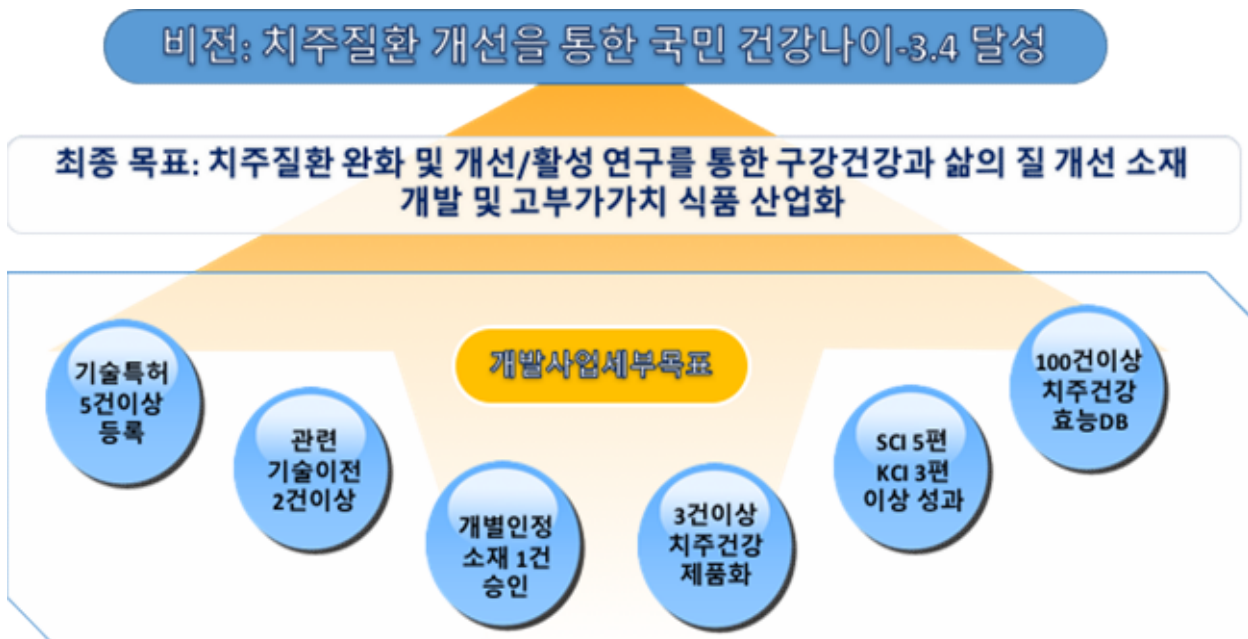 비전: 치주질환 개선을 통한 국민 건강나이-3.4 달성
최종 목표: 치주질환 완화 및 개선/활성 연구를 통한 구강건강과 삶의 질 개선 소재
개발 및 고부가가치 식품 산업화
개발사업세부목표
기술특허
5건이상
등록
관련
기술이전
2건이상
개별인정
소재 1건
승인
3건이상
치주건강
제품화
SCI 5편
KCI 3편
이상 성과
100건이상
치주건강
효능DB